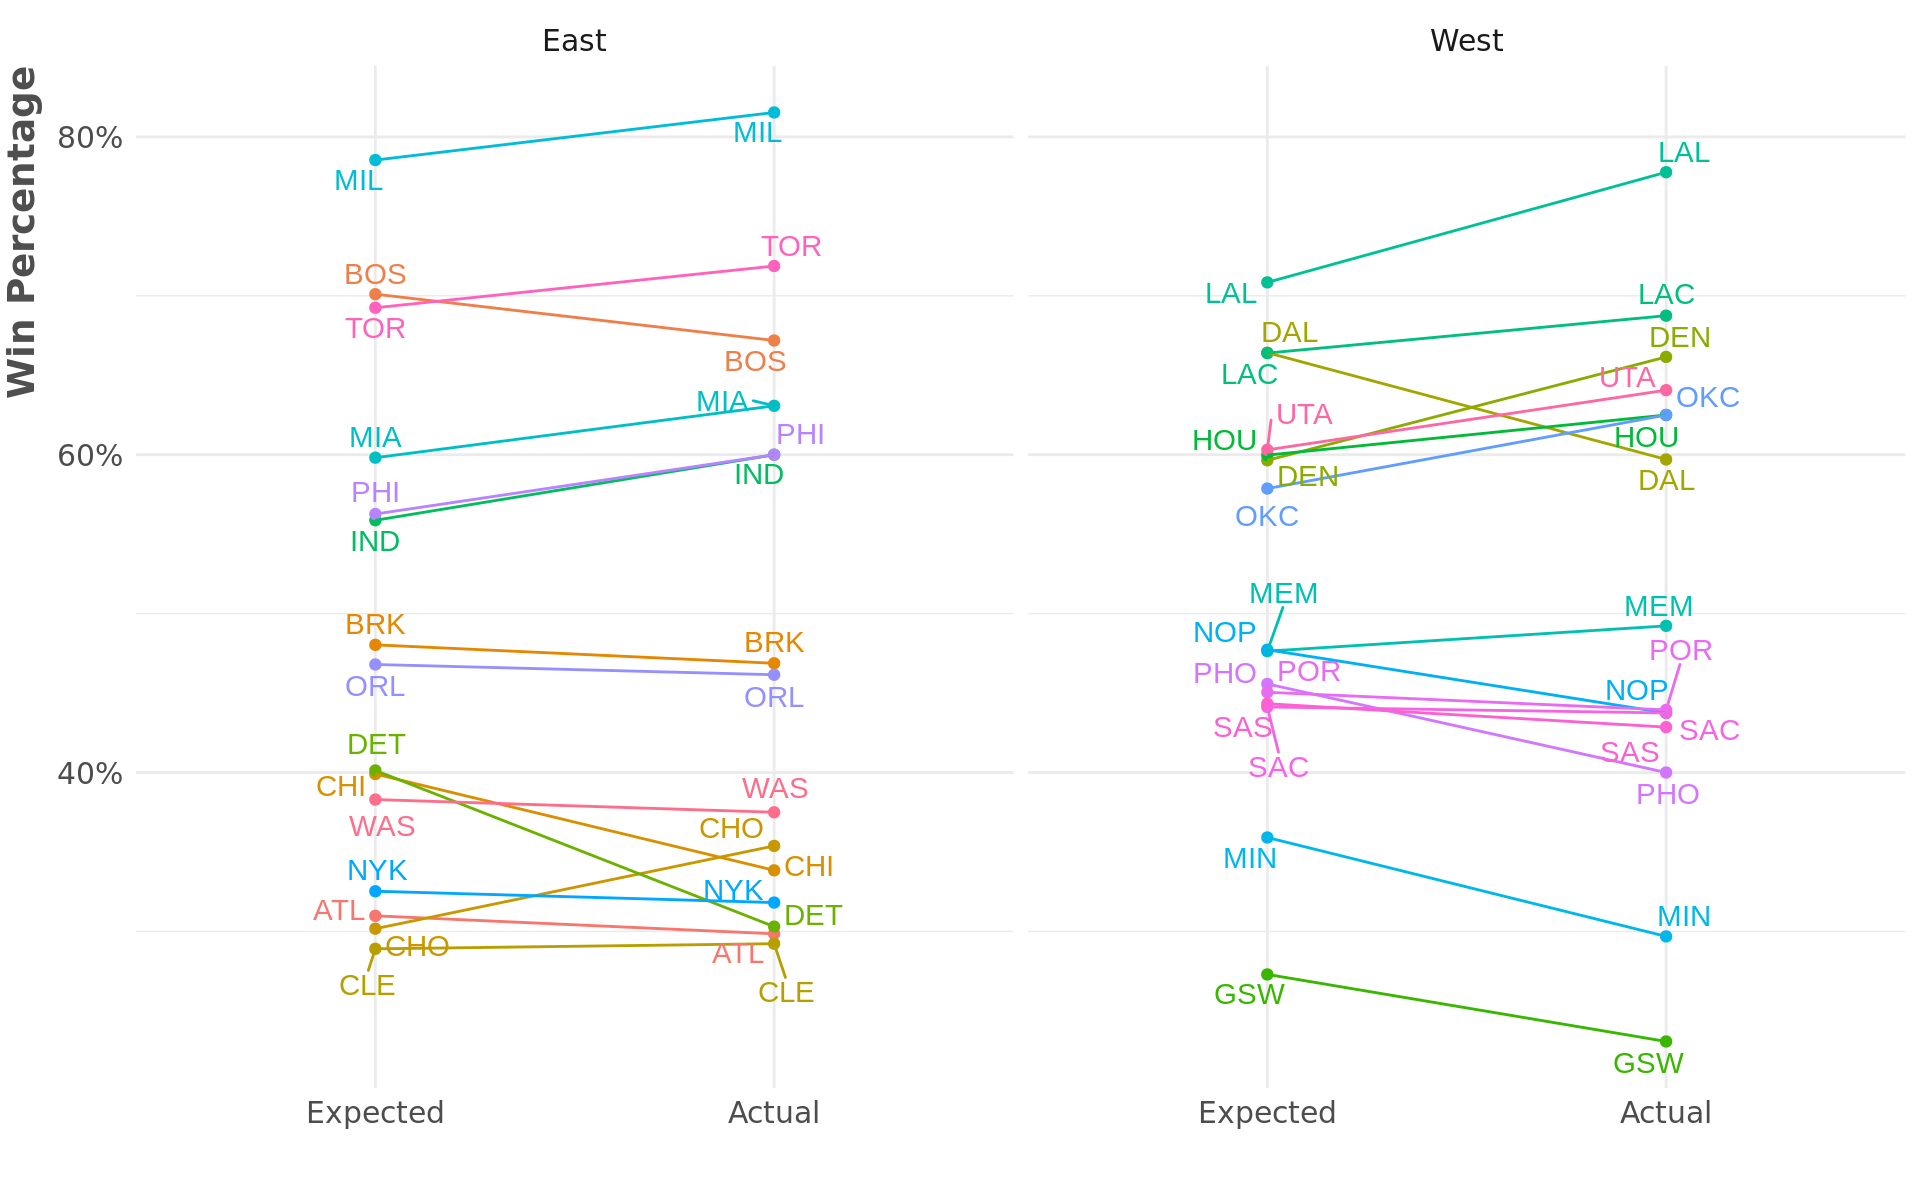 East
West
Win Percentage
80%
60%
40%
MIL
MIL
TOR
BOS
TOR
BOS
MIA
MIA
PHI
PHI
IND
IND
BRK
BRK
ORL
ORL
DET
CHI
WAS
WAS
CHO
CHI
NYK
NYK
ATL
DET
CHO
ATL
CLE
CLE
LAL
LAL
LAC
DAL
DEN
LAC
UTA
OKC
UTA
HOU
HOU
DEN
DAL
OKC
MEM
MEM
NOP
POR
PHO
POR
NOP
SAS
SAC
SAS
SAC
PHO
MIN
MIN
GSW
GSW
Expected
Actual
Expected
Actual